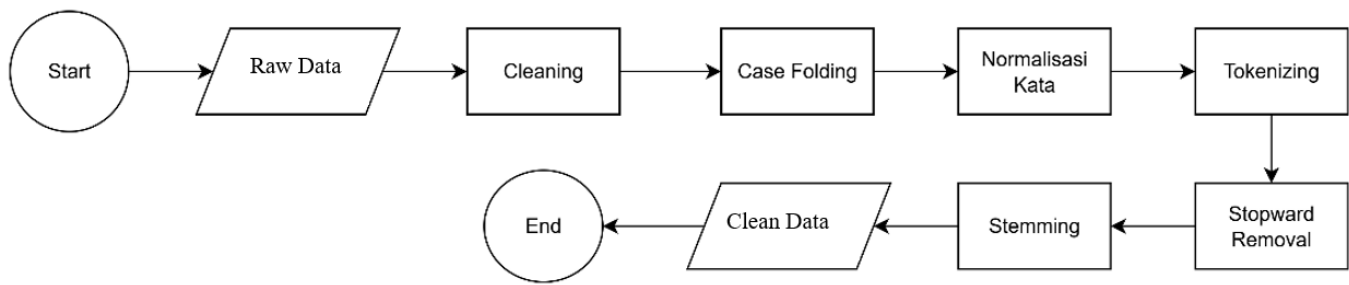 Start
Raw Data
Cleaning
Case Folding
Normalisasi
Kata
Tokenizing
Stopward
Removal
Stemming
Clean Data
End